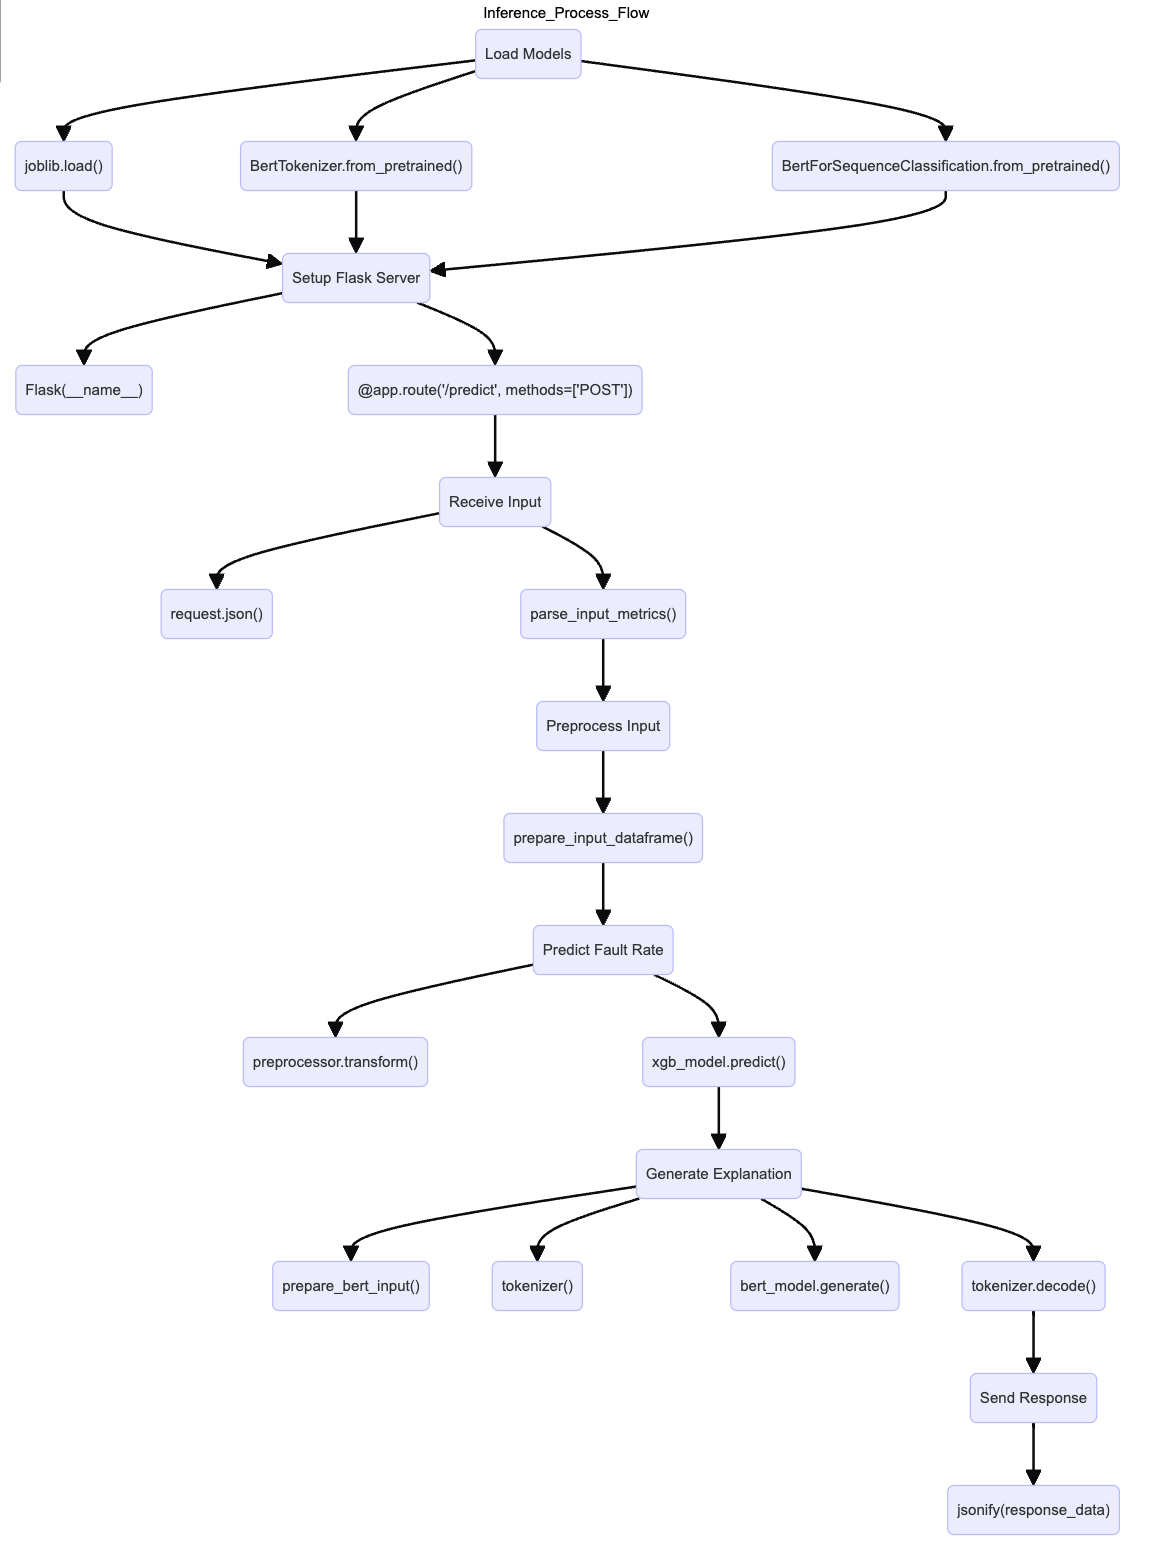 Inference_Process_Flow
Load Models
joblib.load()
BertTokenizer.from_pretrained()
BertForSequenceClassification.from_pretrained()
Setup Flask Server
Flask(__name__)
@app.route('/predict', methods=['POST'])
Receive Input
request.json()
parse_input_metrics()
Preprocess Input
prepare_input_dataframe()
Predict Fault Rate
preprocessor.transform()
xgb_model.predict()
Generate Explanation
prepare_bert_input()
tokenizer()
bert_model.generate()
tokenizer.decode()
Send Response
jsonify(response_data)